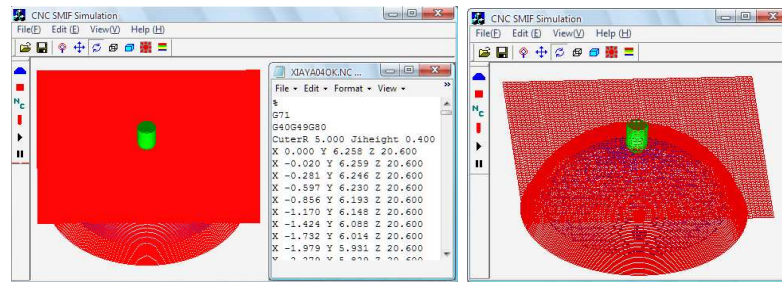 CNC SMIF Simulation
File(F) Edit (E) View(V) Help (H)
NC
XIAYA04OK.NC ...
File Edit Format View »
%
G71
G40G49G80
CuterR 5.000 Jiheight 0.400
X 0.000 Y 6.258 Z 20.600
X -0.020 Y 6.259 Z 20.600
X -0.281 Y 6.246 Z 20.600
X -0.597 Y 6.230 Z 20.600
X -0.856 Y 6.193 Z 20.600
X -1.170 Y 6.148 Z 20.600
X -1.424 Y 6.088 Z 20.600
X -1.732 Y 6.014 Z 20.600
X -1.979 Y 5.931 Z 20.600
CNC SMIF Simulation
File(F) Edit (E) View(V) Help (H)
NC